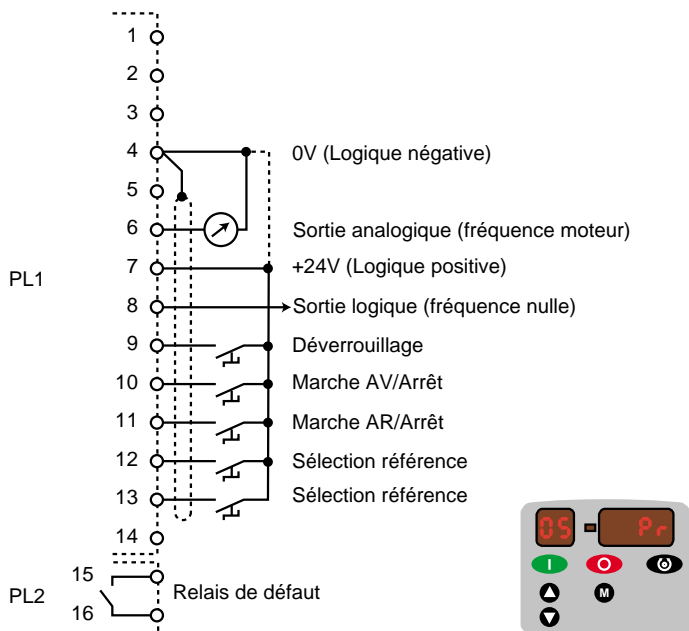 1
2
3
4 0V (Logique négative)
5
6 Sortie analogique (fréquence moteur)
7 +24V (Logique positive)
PL1
8 Sortie logique (fréquence nulle)
9 Déverrouillage
10 Marche AV/Arrêt
11 Marche AR/Arrêt
12 Sélection référence
13 Sélection référence
14
05 - Pr
M
15
PL2 Relais de défaut
16